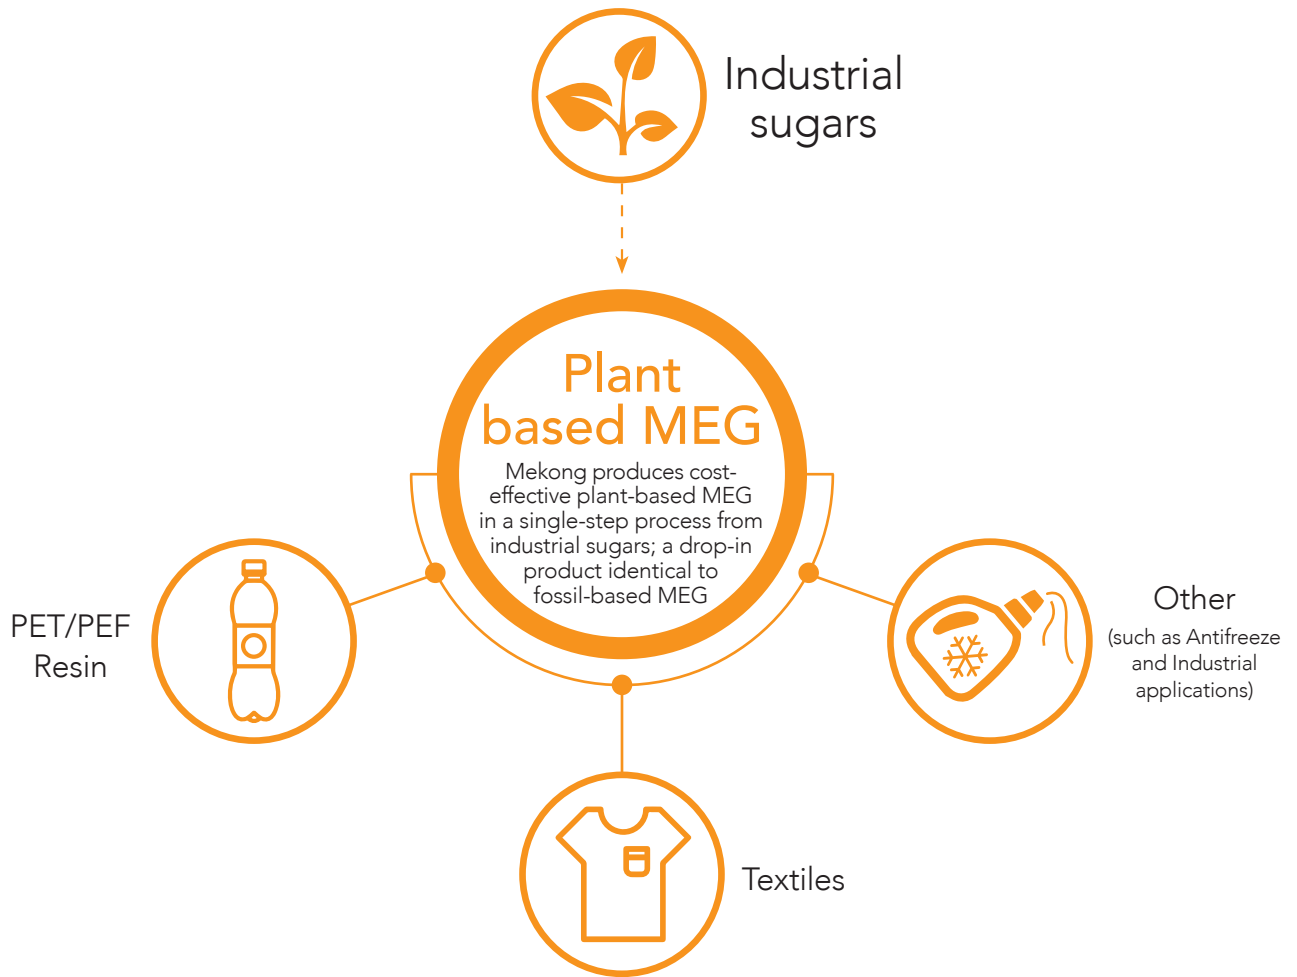 Industrial
sugars
Plant
based MEG
Mekong produces cost-
effective plant-based MEG
in a single-step process from
industrial sugars; a drop-in
product identical to
fossil-based MEG
PET/PEF
Resin
Other
(such as Antifreeze
and Industrial
applications)
Textiles